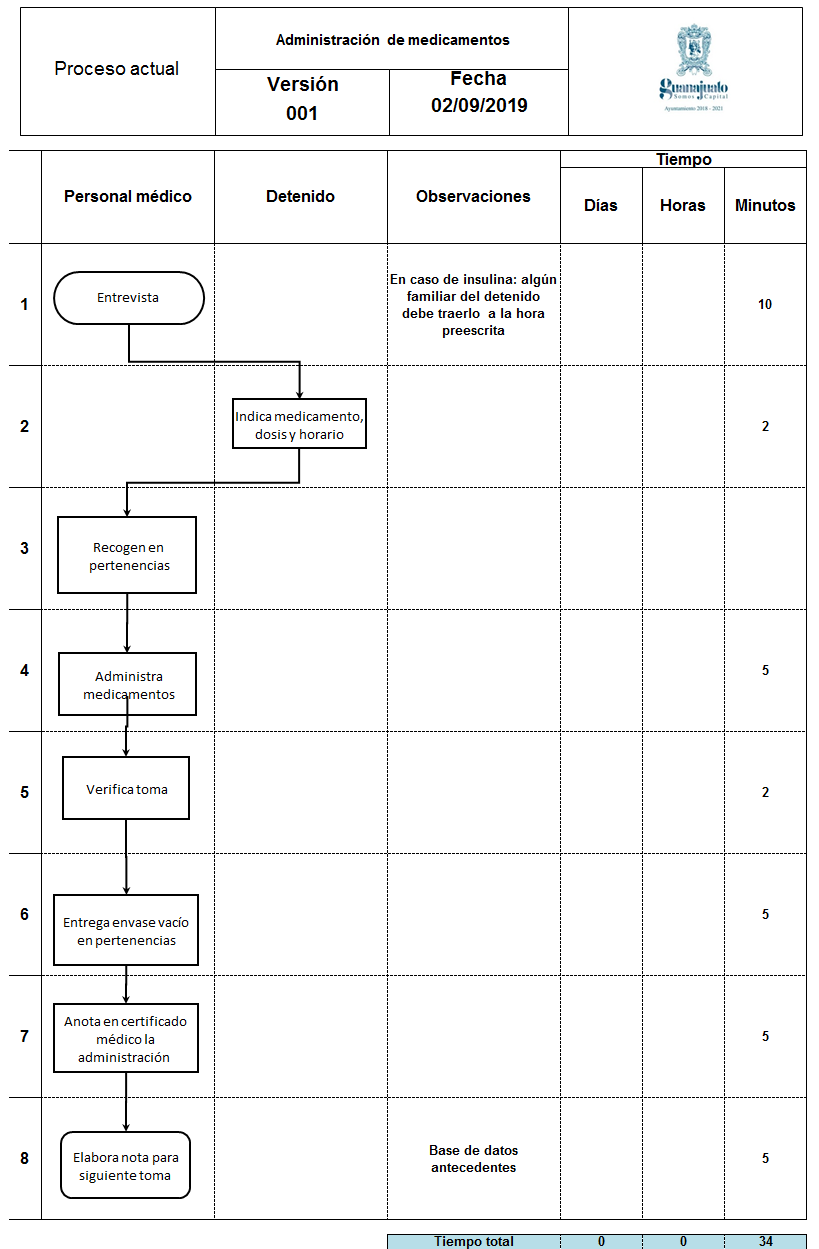 Proceso actual
Administración de medicamentos
Versión
001
Fecha
02/09/2019
guanajuato
Somos Capital
Ayuntamiento 2018 - 2021
Personal médico
Detenido
Observaciones
Tiempo
Días
Horas
Minutos
1
Entrevista
En caso de insulina: algún
familiar del detenido
debe traerlo a la hora
preescrita
10
2
Indica medicamento,
dosis y horario
2
3
Recogen en
pertenencias
4
Administra
medicamentos
5
5
Verifica toma
2
6
Entrega envase vacío
en pertenencias
5
7
Anota en certificado
médico la
administración
5
8
Elabora nota para
siguiente toma
Base de datos
antecedentes
5
Tiempo total
0
0
34